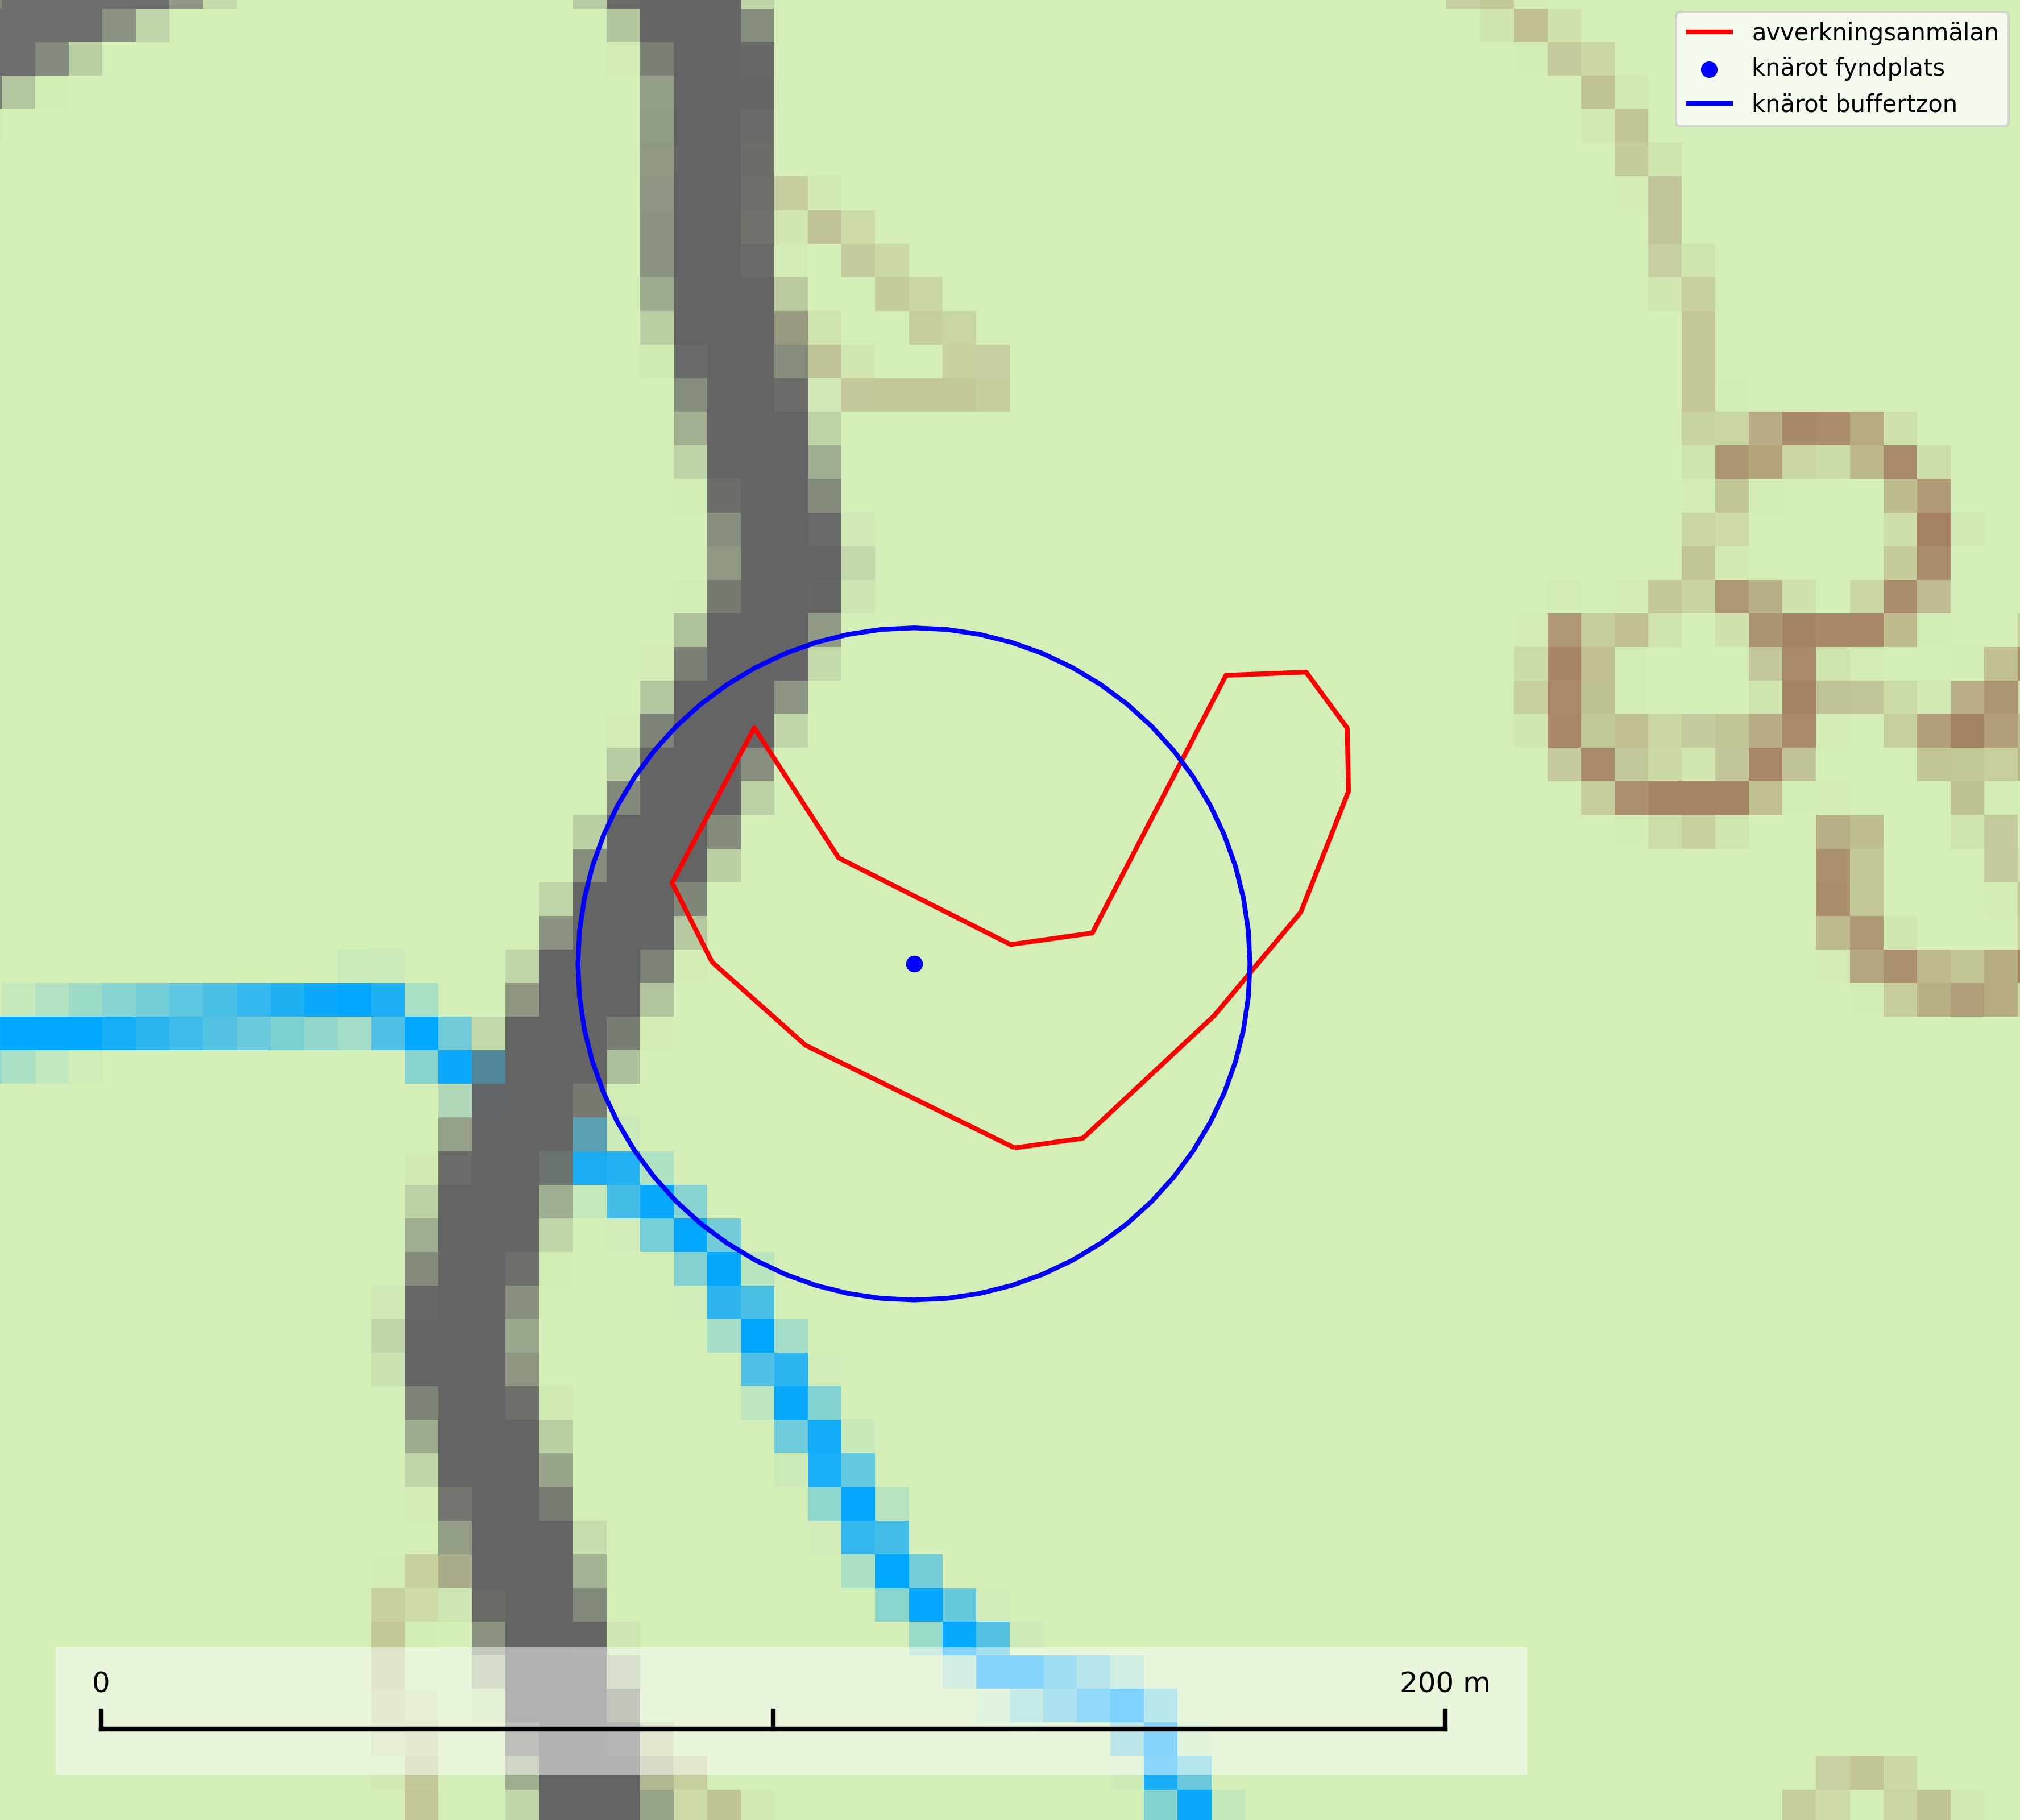 avverkningsanmälan
knärot fyndplats
knärot buffertzon
0
200 m